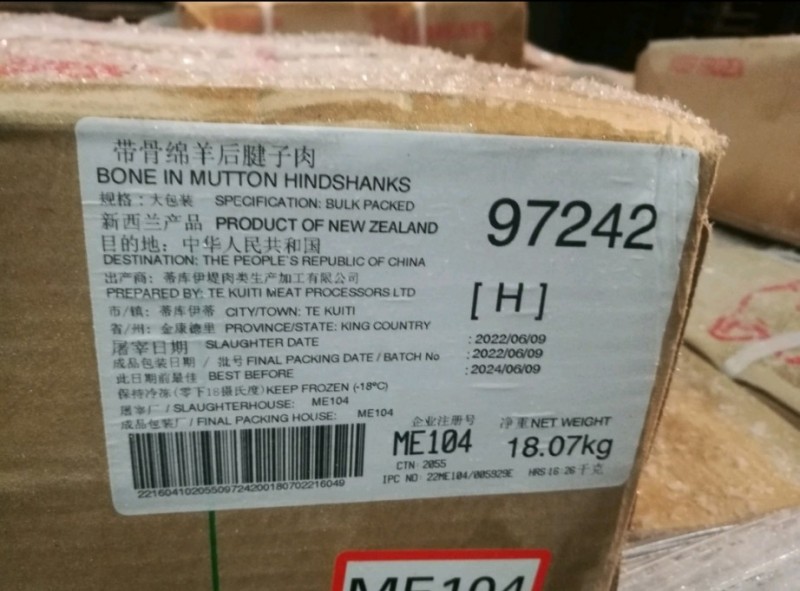 带骨绵羊后腱子肉
BONE IN MUTTON HINDSHANKS
规格：大包装 SPECIFICATION: BULK PACKED
新西兰产品 PRODUCT OF NEW ZEALAND
97242
目的地：中华人民共和国
DESTINATION: THE PEOPLE'S REPUBLIC OF CHINA
出产商：蒂库伊堤肉类生产加工有限公司
PREPARED BY: TE KUITI MEAT PROCESSORS LTD
[ H ]
市/镇：蒂库伊蒂 CITY/TOWN: TE KUITI
省/州：金康德里 PROVINCE/STATE: KING COUNTRY
屠宰日期 SLAUGHTER DATE : 2022/06/09
成品包装日期 / 批号 FINAL PACKING DATE / BATCH No : 2022/06/09
此日期前最佳 BEST BEFORE : 2024/06/09
保持冷冻(零下18摄氏度) KEEP FROZEN (-18°C)
屠宰厂 / SLAUGHTERHOUSE: ME104
成品包装厂 / FINAL PACKING HOUSE: ME104
企业注册号
ME104
净重 NET WEIGHT
18.07kg
CTN: 2055
IPC NO: 22ME104/005929E HRS 16:26 千克
2216041020550972420018070221 6049
ME104